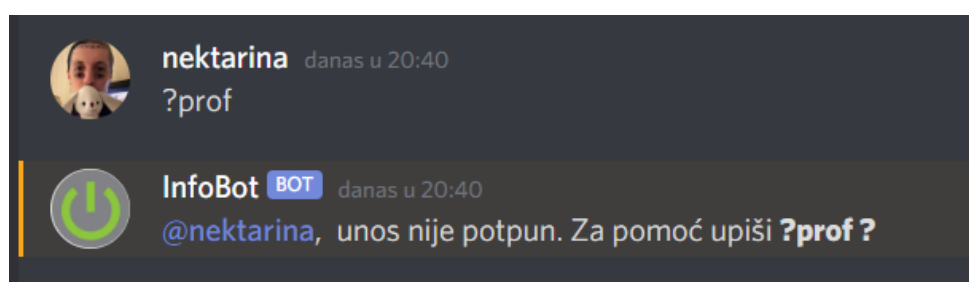 nektarina danas u 20:40
?prof
InfoBot BOT danas u 20:40
@nektarina, unos nije potpun. Za pomoć upiši ?prof ?